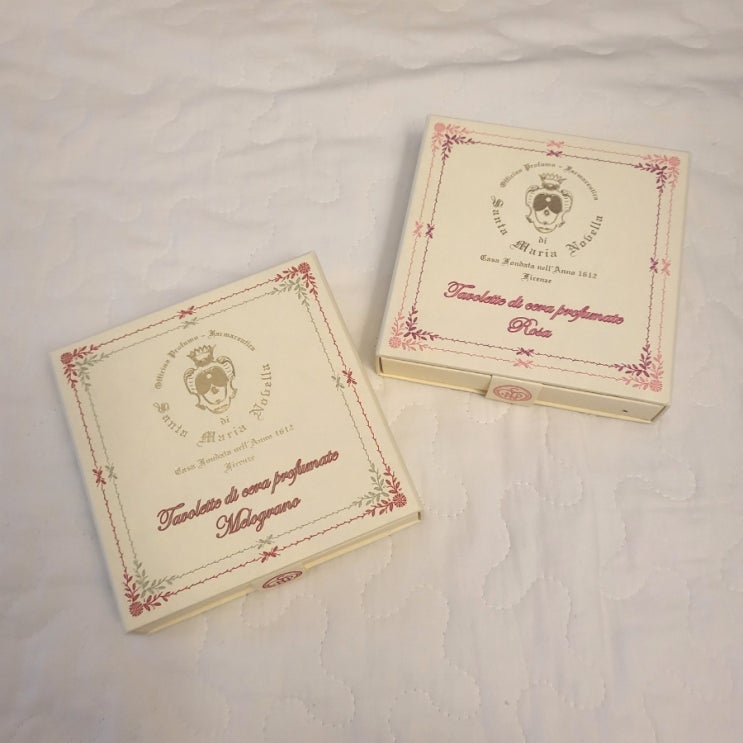 Officina Profumo - Farmaceutica
Santa Maria Novella
di
Casa Fondata nell'Anno 1612
Firenze
Tavolette di cera profumate
Melograno
Officina Profumo - Farmaceutica
Santa Maria Novella
di
Casa Fondata nell'Anno 1612
Firenze
Tavolette di cera profumate
Rosa